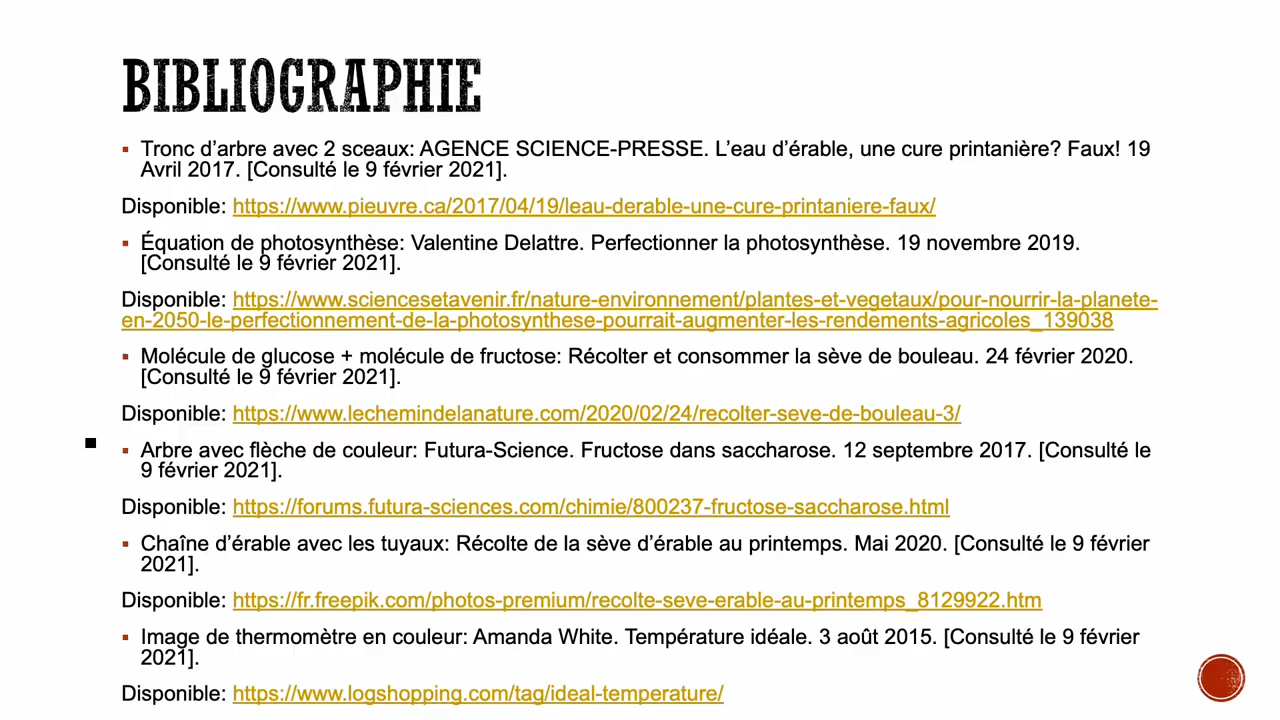 BIBLIOGRAPHIE
▪ Tronc d’arbre avec 2 sceaux: AGENCE SCIENCE-PRESSE. L’eau d’érable, une cure printanière? Faux! 19
Avril 2017. [Consulté le 9 février 2021].
Disponible: https://www.pieuvre.ca/2017/04/19/leau-derable-une-cure-printaniere-faux/
▪ Équation de photosynthèse: Valentine Delattre. Perfectionner la photosynthèse. 19 novembre 2019.
[Consulté le 9 février 2021].
Disponible: https://www.sciencesetavenir.fr/nature-environnement/plantes-et-vegetaux/pour-nourrir-la-planete-
en-2050-le-perfectionnement-de-la-photosynthese-pourrait-augmenter-les-rendements-agricoles_139038
▪ Molécule de glucose + molécule de fructose: Récolter et consommer la sève de bouleau. 24 février 2020.
[Consulté le 9 février 2021].
Disponible: https://www.lechemindelanature.com/2020/02/24/recolter-seve-de-bouleau-3/
▪ Arbre avec flèche de couleur: Futura-Science. Fructose dans saccharose. 12 septembre 2017. [Consulté le
9 février 2021].
Disponible: https://forums.futura-sciences.com/chimie/800237-fructose-saccharose.html
▪ Chaîne d’érable avec les tuyaux: Récolte de la sève d’érable au printemps. Mai 2020. [Consulté le 9 février
2021].
Disponible: https://fr.freepik.com/photos-premium/recolte-seve-erable-au-printemps_8129922.htm
▪ Image de thermomètre en couleur: Amanda White. Température idéale. 3 août 2015. [Consulté le 9 février
2021].
Disponible: https://www.logshopping.com/tag/ideal-temperature/